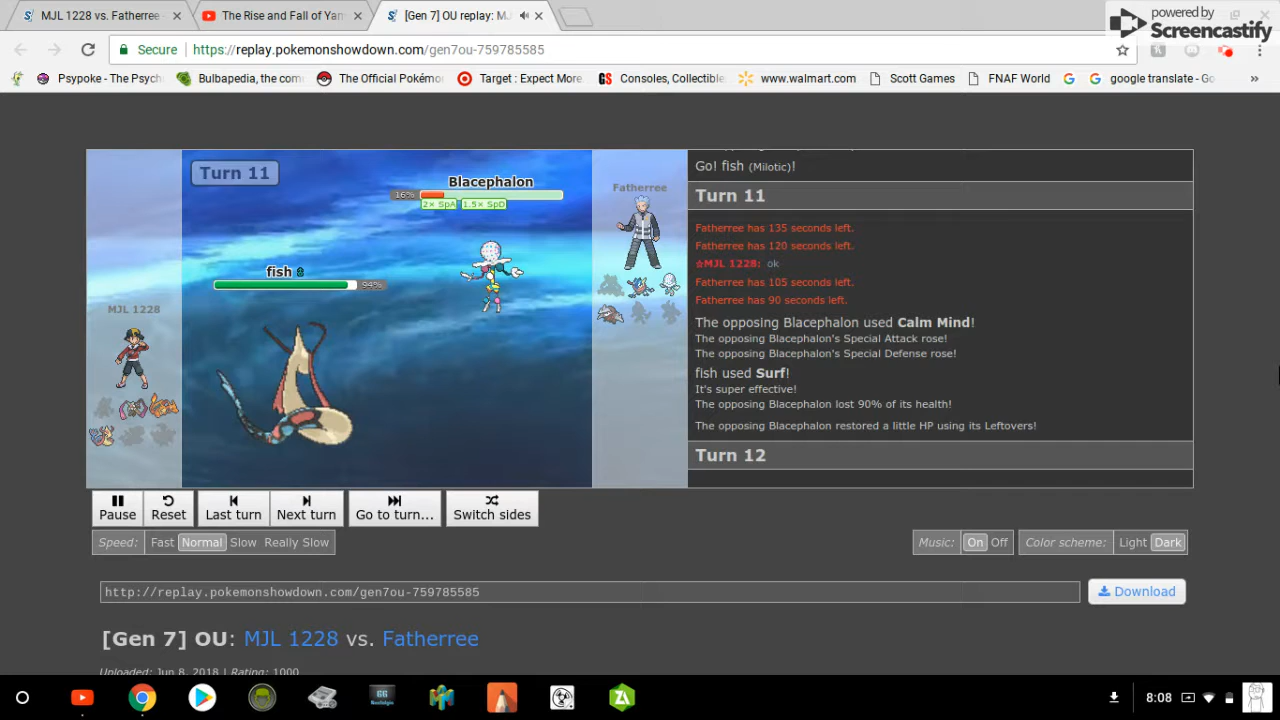 MJL 1228 vs. Fatherree
The Rise and Fall of Yan
[Gen 7] OU replay: MJ
powered by
Screencastify
Secure
https://replay.pokemonshowdown.com/gen7ou-759785585
Psypoke - The Psych
Bulbapedia, the com
The Official Pokémo
Target : Expect More.
Consoles, Collectible
www.walmart.com
Scott Games
FNAF World
google translate - Go
»
Turn 11
Blacephalon
16%
2× SpA 1.5× SpD
fish
94%
MJL 1228
Fatherree
Go! fish (Milotic)!
Turn 11
Fatherree has 135 seconds left.
Fatherree has 120 seconds left.
☆MJL 1228: ok
Fatherree has 105 seconds left.
Fatherree has 90 seconds left.
The opposing Blacephalon used Calm Mind!
The opposing Blacephalon's Special Attack rose!
The opposing Blacephalon's Special Defense rose!
fish used Surf!
It's super effective!
The opposing Blacephalon lost 90% of its health!
The opposing Blacephalon restored a little HP using its Leftovers!
Turn 12
Pause
Reset
Last turn
Next turn
Go to turn...
Switch sides
Speed: Fast Normal Slow Really Slow
Music: On Off
Color scheme: Light Dark
http://replay.pokemonshowdown.com/gen7ou-759785585
Download
[Gen 7] OU: MJL 1228 vs. Fatherree
Uploaded: Jun 8, 2018 | Rating: 1000
8:08